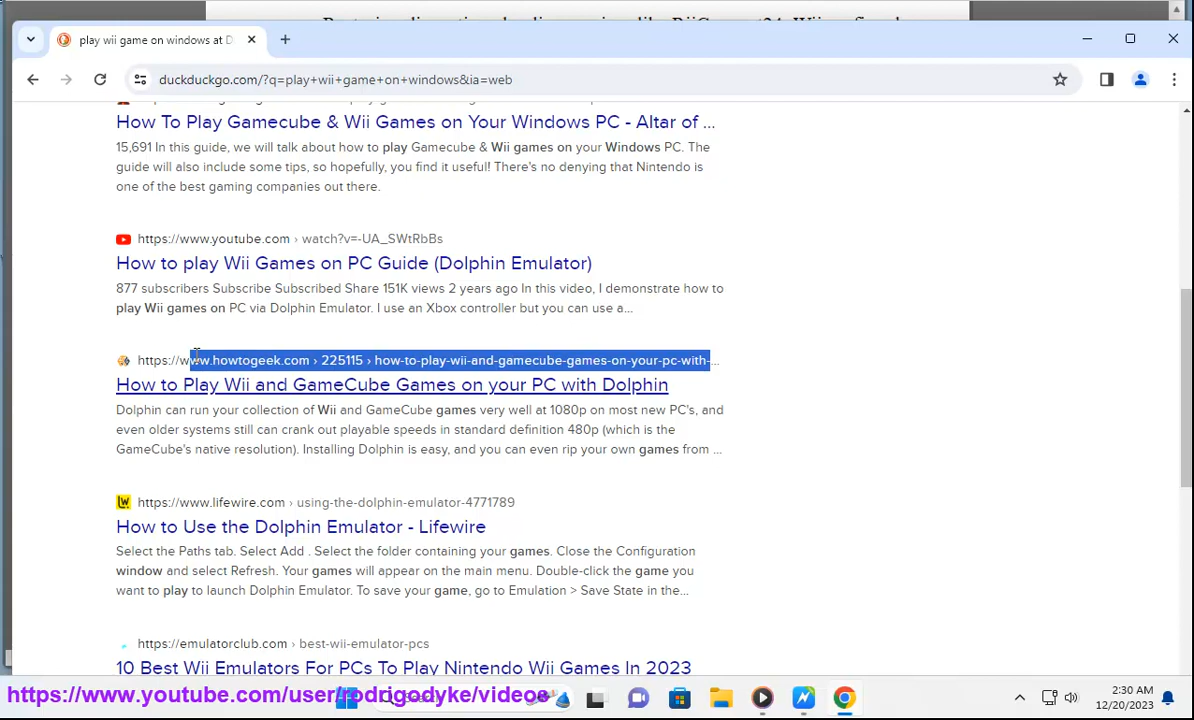 play wii game on windows at D
duckduckgo.com/?q=play+wii+game+on+windows&ia=web
How To Play Gamecube & Wii Games on Your Windows PC - Altar of ...
15,691 In this guide, we will talk about how to play Gamecube & Wii games on your Windows PC. The
guide will also include some tips, so hopefully, you find it useful! There's no denying that Nintendo is
one of the best gaming companies out there.
https://www.youtube.com › watch?v=-UA_SWtRbBs
How to play Wii Games on PC Guide (Dolphin Emulator)
877 subscribers Subscribe Subscribed Share 151K views 2 years ago In this video, I demonstrate how to
play Wii games on PC via Dolphin Emulator. I use an Xbox controller but you can use a...
https://www.howtogeek.com › 225115 › how-to-play-wii-and-gamecube-games-on-your-pc-with-...
How to Play Wii and GameCube Games on your PC with Dolphin
Dolphin can run your collection of Wii and GameCube games very well at 1080p on most new PC's, and
even older systems still can crank out playable speeds in standard definition 480p (which is the
GameCube's native resolution). Installing Dolphin is easy, and you can even rip your own games from ...
https://www.lifewire.com › using-the-dolphin-emulator-4771789
How to Use the Dolphin Emulator - Lifewire
Select the Paths tab. Select Add . Select the folder containing your games. Close the Configuration
window and select Refresh. Your games will appear on the main menu. Double-click the game you
want to play to launch Dolphin Emulator. To save your game, go to Emulation > Save State in the...
https://emulatorclub.com › best-wii-emulator-pcs
10 Best Wii Emulators For PCs To Play Nintendo Wii Games In 2023
https://www.youtube.com/user/rodrigadyke/videos
2:30 AM
12/20/2023